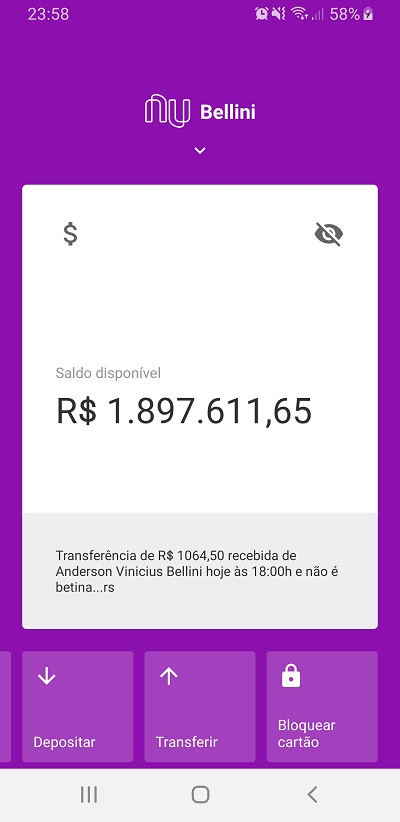 23:58
58%
nu Bellini
$
Saldo disponível
R$ 1.897.611,65
Transferência de R$ 1064,50 recebida de
Anderson Vinicius Bellini hoje às 18:00h e não é
betina...rs
Depositar
Transferir
Bloquear
cartão